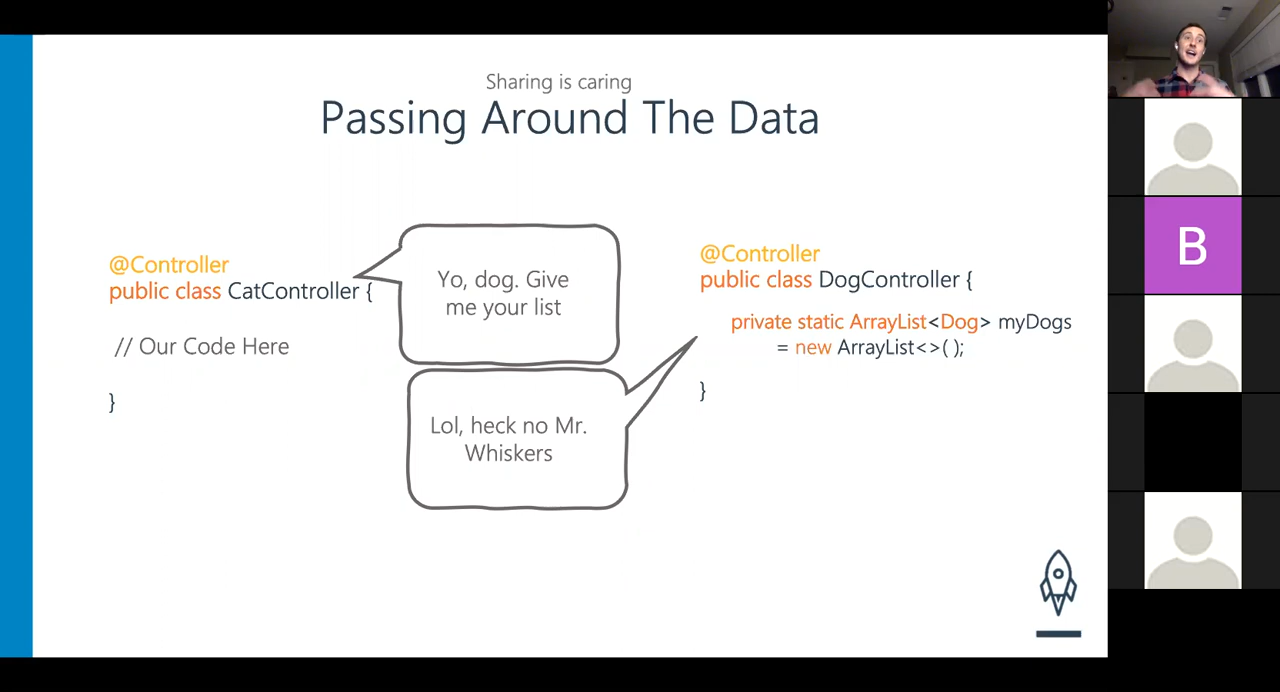 Sharing is caring
Passing Around The Data
@Controller
public class CatController {
// Our Code Here
}
Yo, dog. Give
me your list
Lol, heck no Mr.
Whiskers
@Controller
public class DogController {
private static ArrayList<Dog> myDogs
= new ArrayList<>( );
}
B